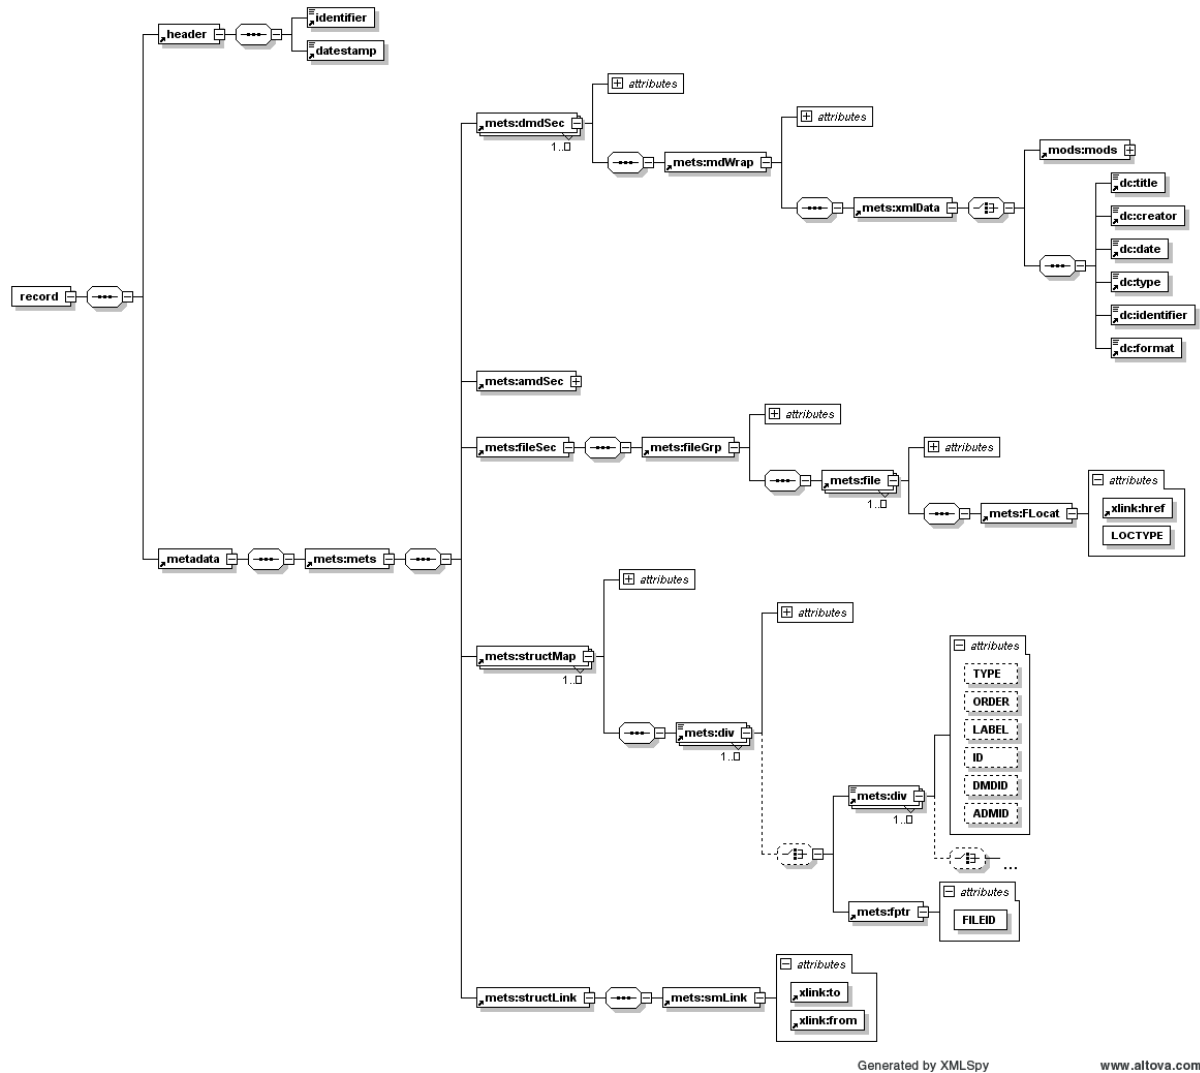 identifier
header
datestamp
attributes
mets:dmdSec
1..
attributes
mods:mods
mets:mdWrap
dc:title
mets:xmlData
dc:creator
dc:date
dc:type
record
dc:identifier
dc:format
mets:amdSec
attributes
mets:fileSec
mets:fileGrp
attributes
mets:file
1..
attributes
xlink:href
mets:FLocat
LOCTYPE
metadata
mets:mets
attributes
attributes
mets:structMap
1..
attributes
TYPE
ORDER
LABEL
mets:div
1..
ID
DMDID
mets:div
1..
ADMID
...
attributes
mets:fptr
FILEID
attributes
mets:structLink
mets:smLink
xlink:to
xlink:from
Generated by XMLSpy
www.altova.com